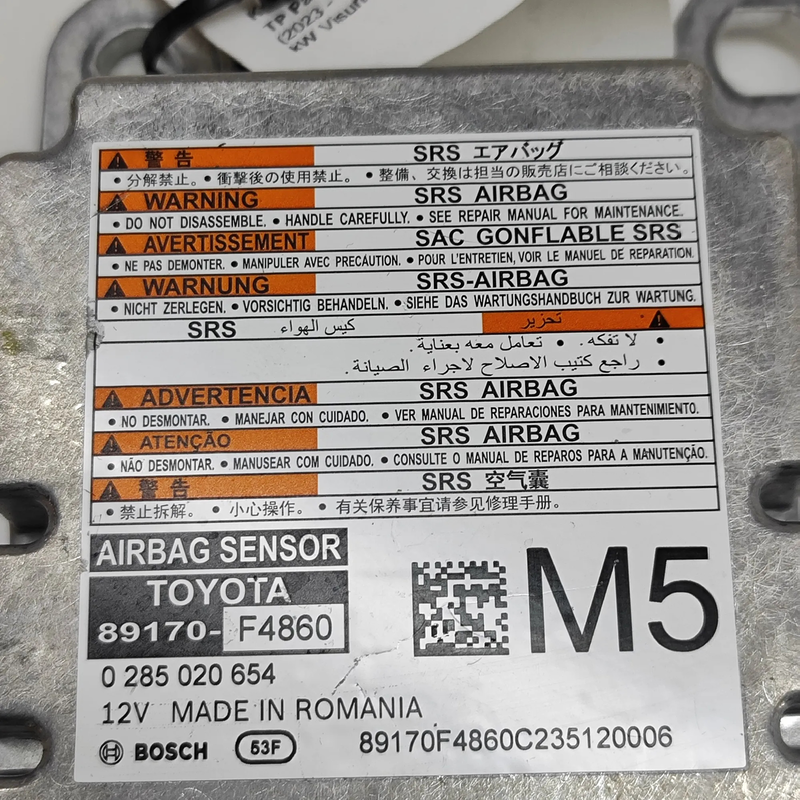 TP
(2023 -
kW
警告 SRS エアバッグ
• 分解禁止。 • 衝撃後の使用禁止。 • 整備、交換は担当の販売店にご相談ください。
WARNING SRS AIRBAG
• DO NOT DISASSEMBLE. • HANDLE CAREFULLY. • SEE REPAIR MANUAL FOR MAINTENANCE.
AVERTISSEMENT SAC GONFLABLE SRS
• NE PAS DEMONTER. • MANIPULER AVEC PRÉCAUTION. • POUR L'ENTRETIEN, VOIR LE MANUEL DE REPARATION.
WARNUNG SRS-AIRBAG
• NICHT ZERLEGEN. • VORSICHTIG BEHANDELN. • SIEHE DAS WARTUNGSHANDBUCH ZUR WARTUNG.
تحزير كيس الهواء SRS
• لا تفكه. • تعامل معه بعناية.
• راجع كتيب الاصلاح لاجراء الصيانة.
ADVERTENCIA SRS AIRBAG
• NO DESMONTAR. • MANEJAR CON CUIDADO. • VER MANUAL DE REPARACIONES PARA MANTENIMIENTO.
ATENÇÃO SRS AIRBAG
• NÃO DESMONTAR. • MANUSEAR COM CUIDADO. • CONSULTE O MANUAL DE REPAROS PARA A MANUTENÇÃO.
警告 SRS 空气囊
• 禁止拆解。 • 小心操作。 • 有关保养事宜请参见修理手册.
AIRBAG SENSOR
TOYOTA
89170-F4860
M5
0 285 020 654
12V MADE IN ROMANIA
BOSCH 53F 89170F4860C235120006